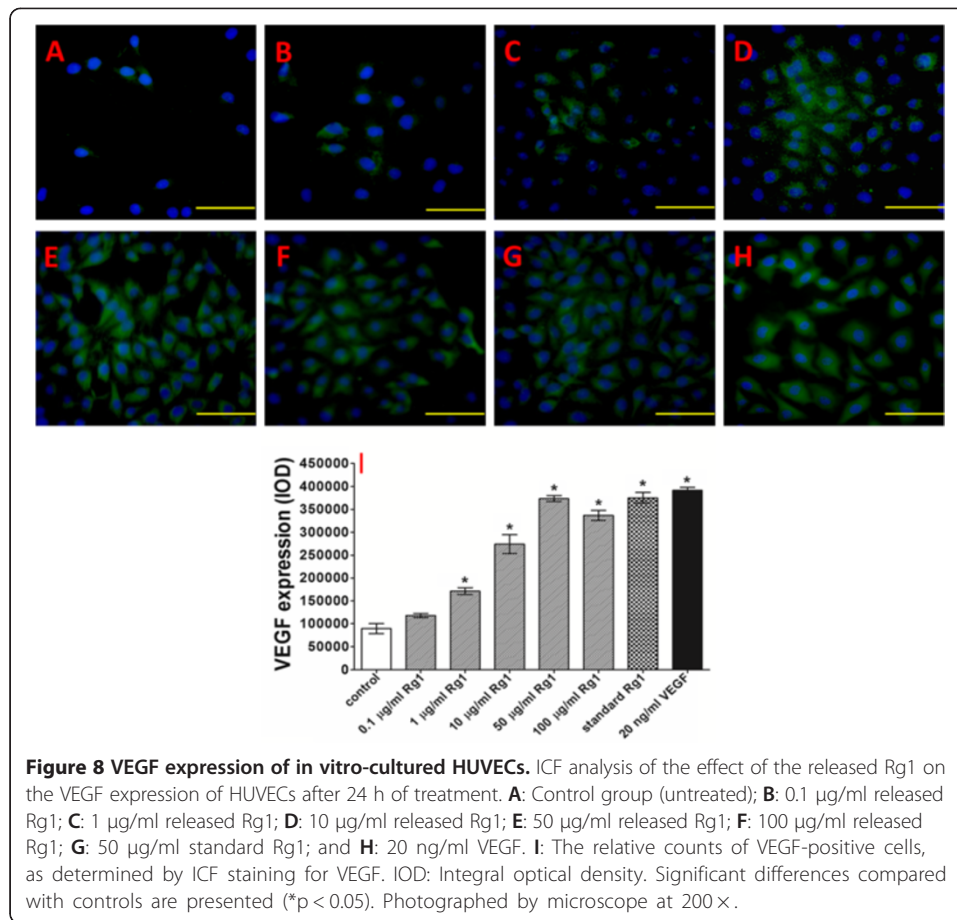 A B C D
E F G H
VEGF expression (IOD)
450000
400000
350000
300000
250000
200000
150000
100000
50000
0
* * * * * *
control
0.1 µg/ml Rg1
1 µg/ml Rg1
10 µg/ml Rg1
50 µg/ml Rg1
100 µg/ml Rg1
standard Rg1
20 ng/ml VEGF
I
Figure 8 VEGF expression of in vitro-cultured HUVECs. ICF analysis of the effect of the released Rg1 on
the VEGF expression of HUVECs after 24 h of treatment. A: Control group (untreated); B: 0.1 µg/ml released
Rg1; C: 1 µg/ml released Rg1; D: 10 µg/ml released Rg1; E: 50 µg/ml released Rg1; F: 100 µg/ml released
Rg1; G: 50 µg/ml standard Rg1; and H: 20 ng/ml VEGF. I: The relative counts of VEGF-positive cells,
as determined by ICF staining for VEGF. IOD: Integral optical density. Significant differences compared
with controls are presented (*p < 0.05). Photographed by microscope at 200 ×.